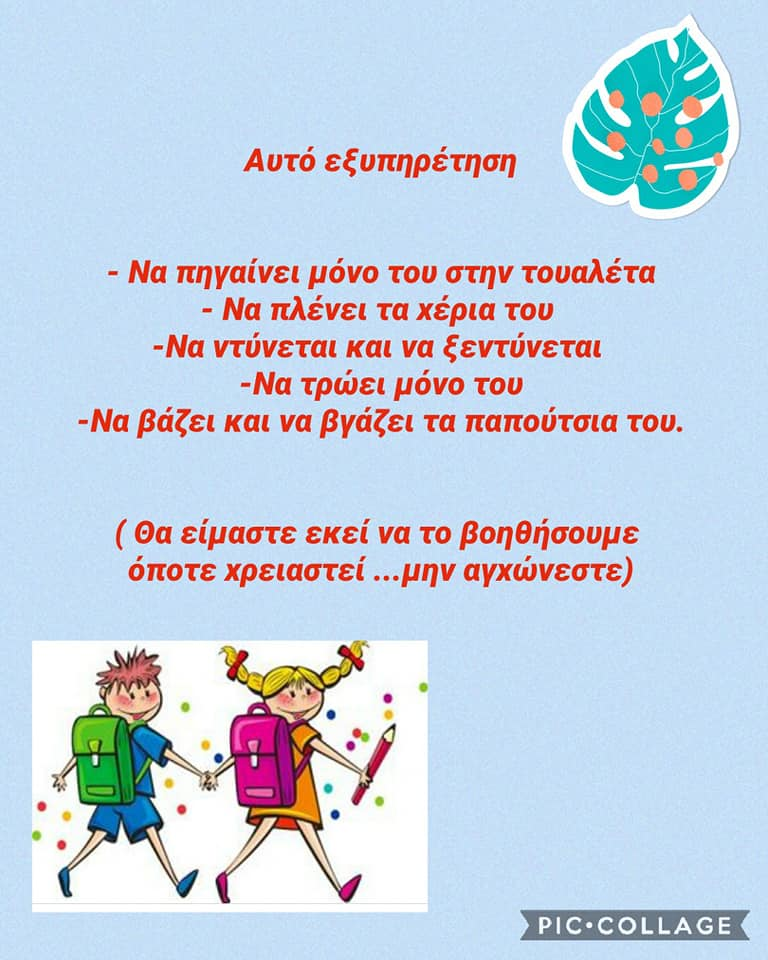 Αυτό εξυπηρέτηση
- Να πηγαίνει μόνο του στην τουαλέτα
- Να πλένει τα χέρια του
-Να ντύνεται και να ξεντύνεται
-Να τρώει μόνο του
-Να βάζει και να βγάζει τα παπούτσια του.
( Θα είμαστε εκεί να το βοηθήσουμε
όποτε χρειαστεί ...μην αγχώνεστε)
PIC•COLLAGE